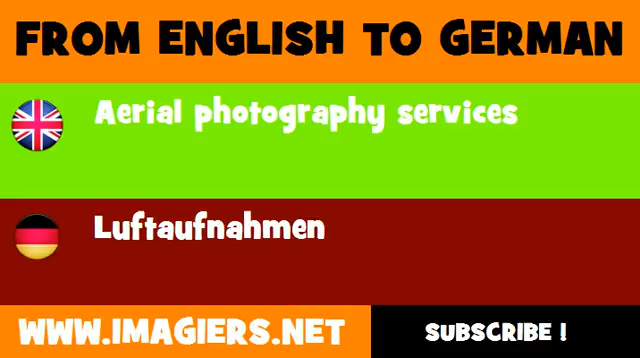 FROM ENGLISH TO GERMAN
Aerial photography services
Luftaufnahmen
WWW.IMAGIERS.NET
SUBSCRIBE !